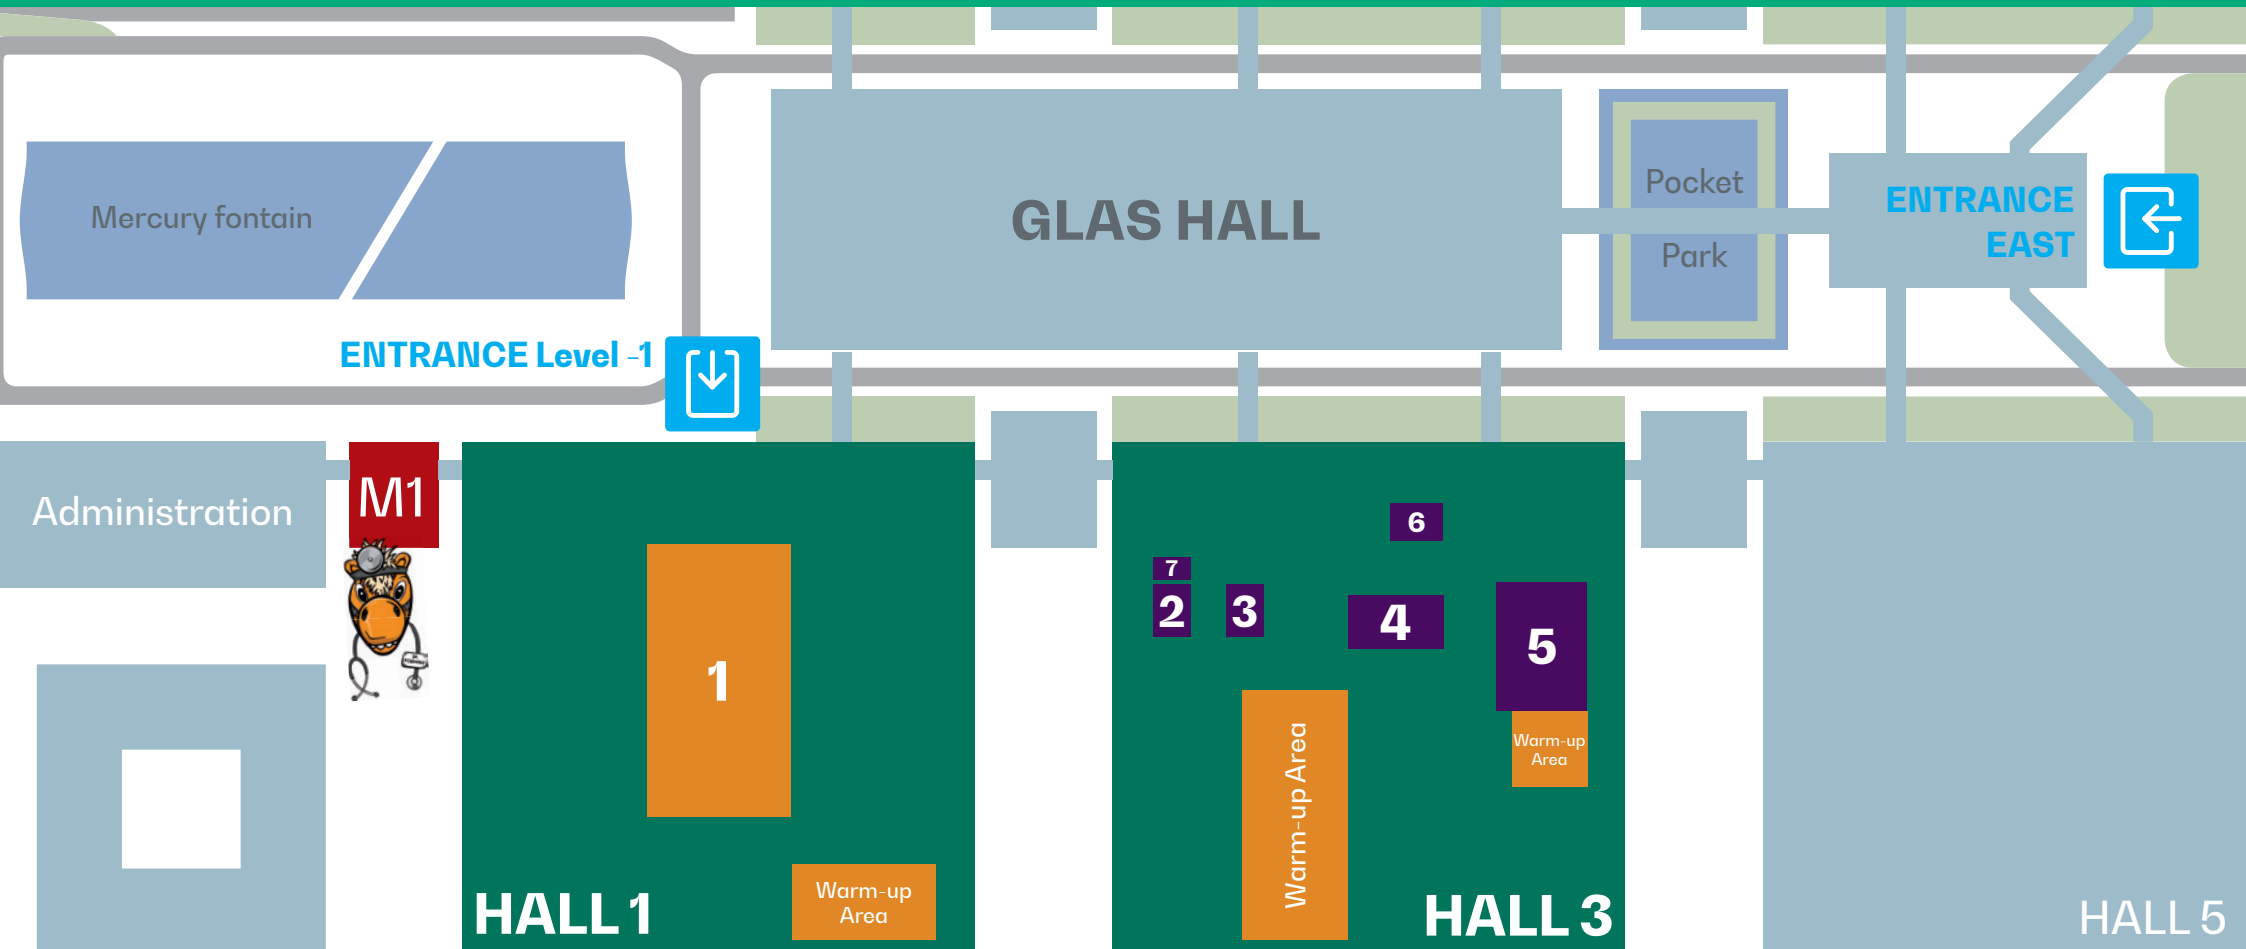 Mercury fontain
GLAS HALL
Pocket
Park
ENTRANCE
EAST
ENTRANCE Level -1
Administration
M1
1
Warm-up
Area
HALL 1
6
7
2
3
4
5
Warm-up Area
Warm-up
Area
HALL 3
HALL 5